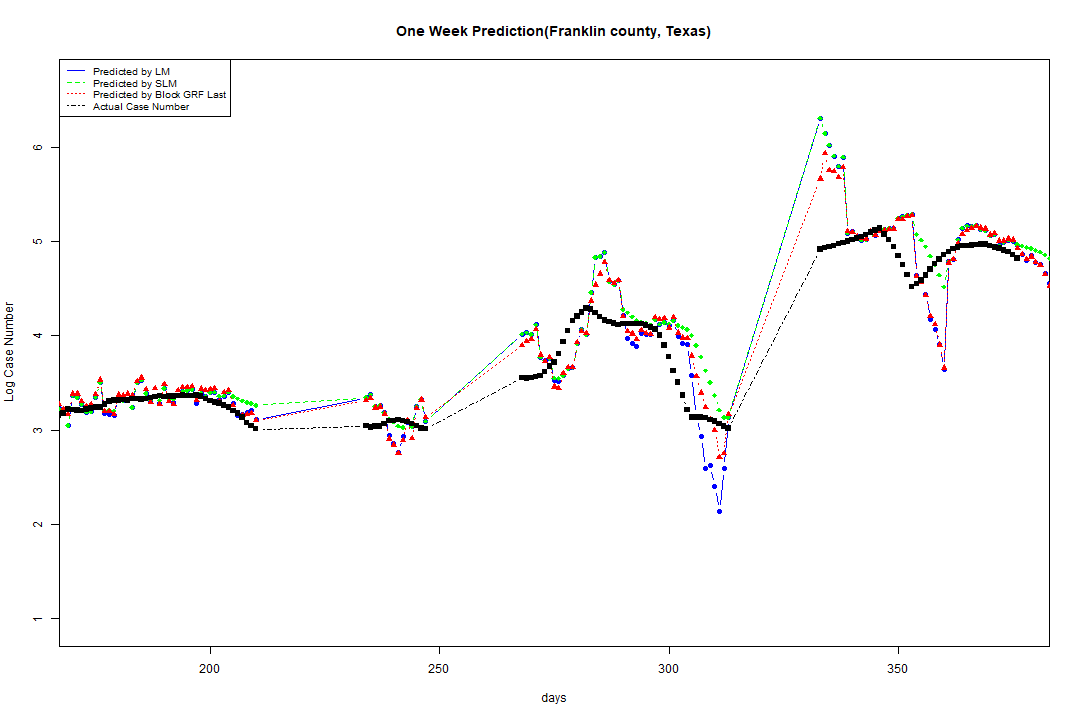 One Week Prediction(Franklin county, Texas)
Predicted by LM
Predicted by SLM
Predicted by Block GRF Last
Actual Case Number
Log Case Number
6
5
4
3
2
1
200 250 300 350
days